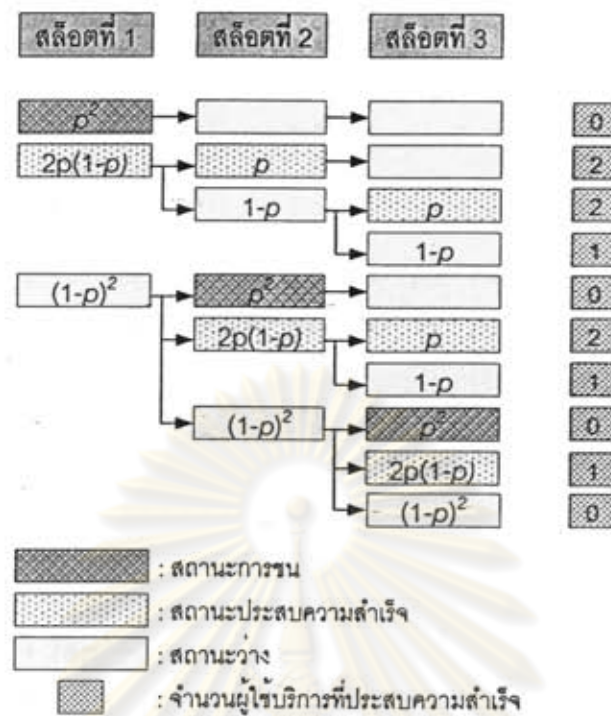 สล็อตที่ 1 สล็อตที่ 2 สล็อตที่ 3
p² 0
2p(1-p) p 2
1-p p 2
1-p 1
(1-p)² p² 0
2p(1-p) p 2
1-p 1
(1-p)² p² 0
2p(1-p) 1
(1-p)² 0
: สถานะการชน
: สถานะประสบความสำเร็จ
: สถานะว่าง
: จำนวนผู้ใช้บริการที่ประสบความสำเร็จ